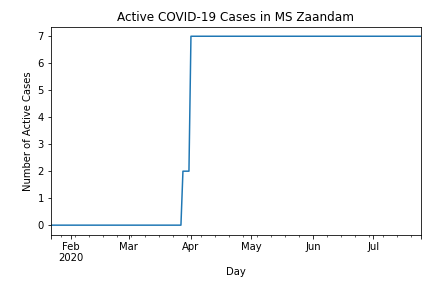 Active COVID-19 Cases in MS Zaandam
Number of Active Cases
7
6
5
4
3
2
1
0
Feb Mar Apr May Jun Jul
2020
Day